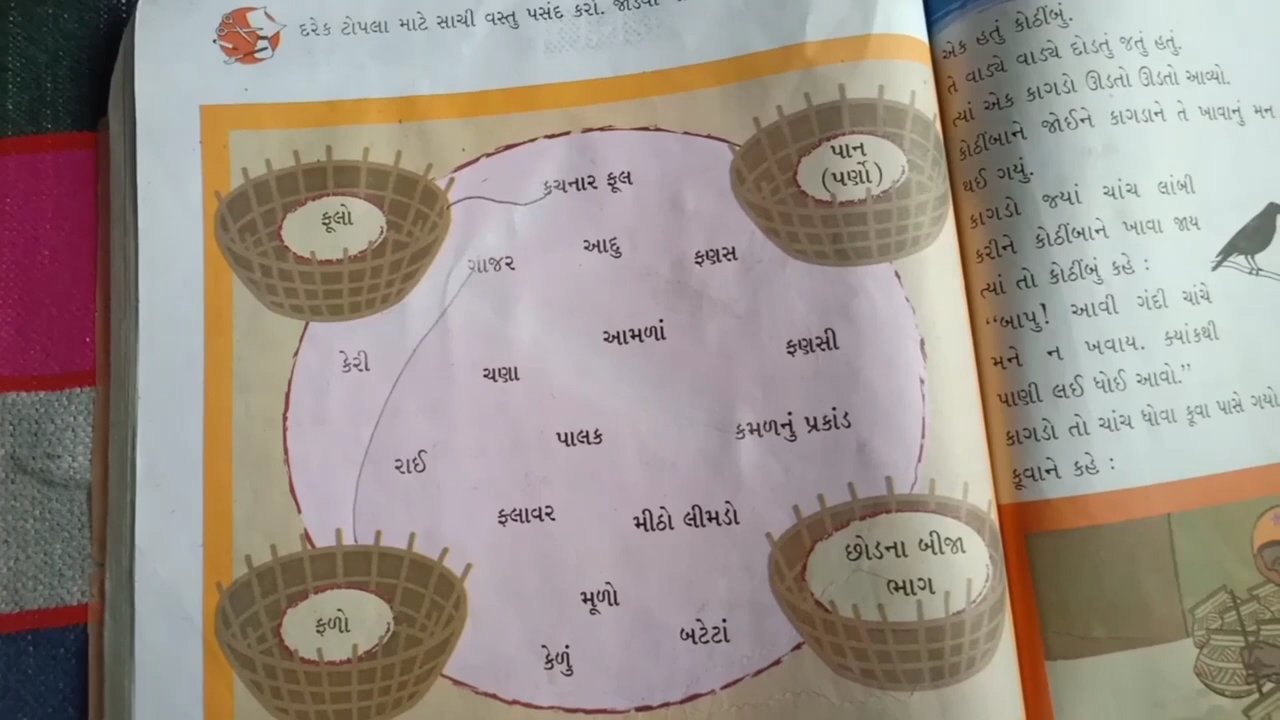 દરેક ટોપલા માટે સાચી વસ્તુ પસંદ કરો.
ફૂલો
પાન
(પર્ણો)
કચનાર ફૂલ
ગાજર
આદુ
ફણસ
કેરી
ચણા
આમળાં
ફણસી
રાઈ
પાલક
કમળનું પ્રકાંડ
ફ્લાવર
મીઠો લીમડો
ફળો
છોડના બીજા
ભાગ
મૂળો
કેળું
બટેટાં
એક હતું કોઠીંબું.
તે વાડ્યે વાડ્યે દોડતું જતું હતું.
ત્યાં એક કાગડો ઊડતો ઊડતો આવ્યો.
કોઠીંબાને જોઈને કાગડાને તે ખાવાનું મન
થઈ ગયું.
કાગડો જ્યાં ચાંચ લાંબી
કરીને કોઠીંબાને ખાવા જાય
ત્યાં તો કોઠીંબું કહે :
“બાપુ! આવી ગંદી ચાંચે
મને ન ખવાય. ક્યાંકથી
પાણી લઈ ધોઈ આવો.”
કાગડો તો ચાંચ ધોવા કૂવા પાસે ગયો
કૂવાને કહે :